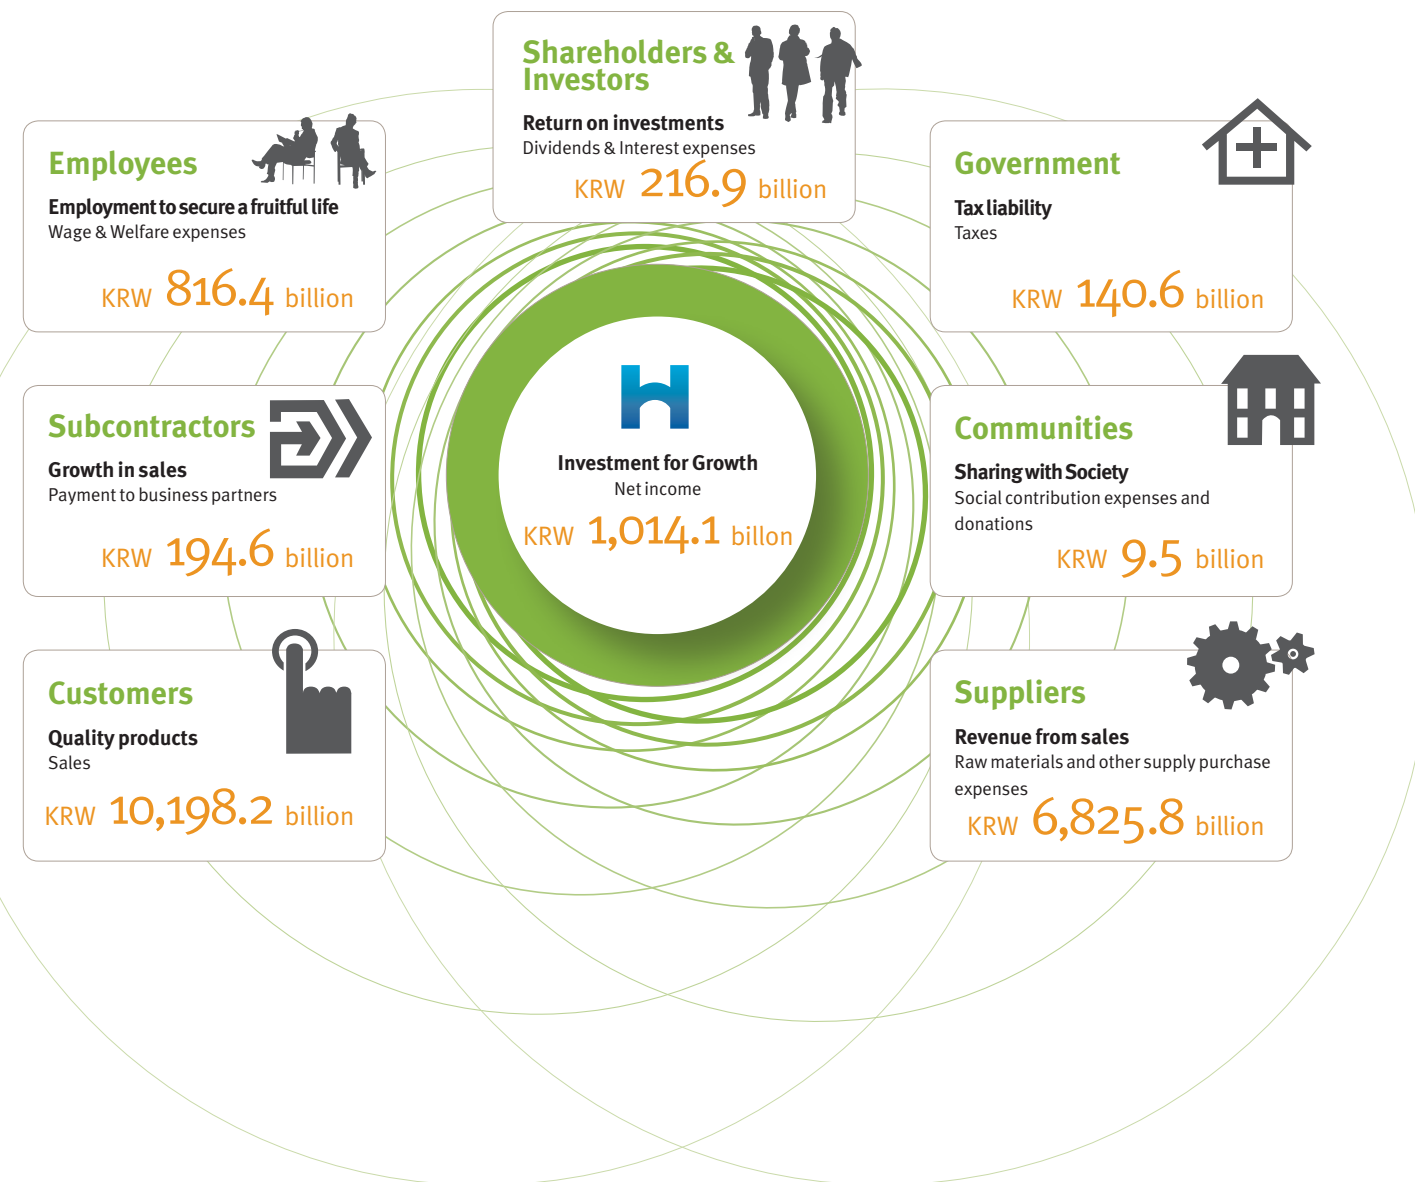 Shareholders &
Investors
Return on investments
Dividends & Interest expenses
KRW 216.9 billion
Employees
Employment to secure a fruitful life
Wage & Welfare expenses
KRW 816.4 billion
Government
Tax liability
Taxes
KRW 140.6 billion
Subcontractors
Growth in sales
Payment to business partners
KRW 194.6 billion
Investment for Growth
Net income
KRW 1,014.1 billon
Communities
Sharing with Society
Social contribution expenses and
donations
KRW 9.5 billion
Customers
Quality products
Sales
KRW 10,198.2 billion
Suppliers
Revenue from sales
Raw materials and other supply purchase
expenses
KRW 6,825.8 billion